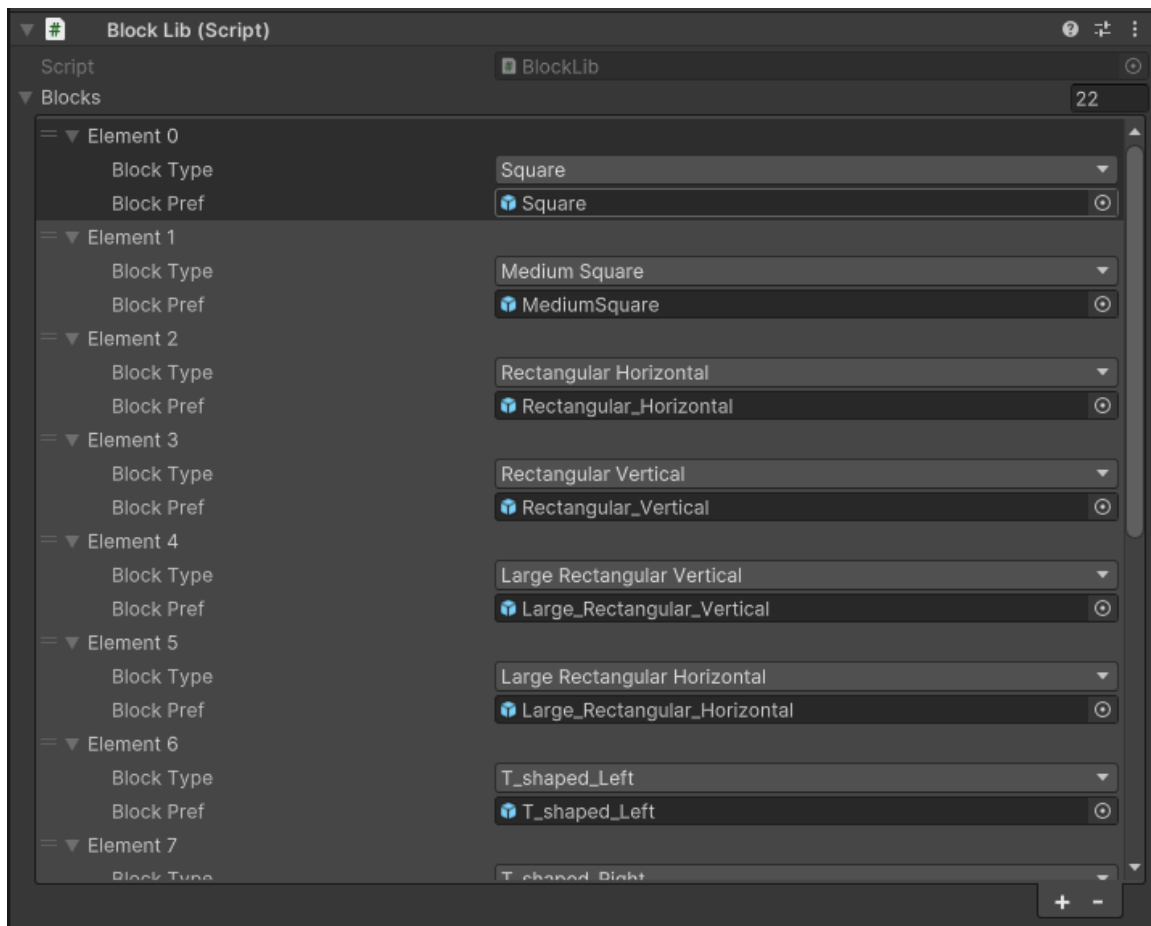 Block Lib (Script)
Script BlockLib
Blocks 22
Element 0
Block Type Square
Block Pref Square
Element 1
Block Type Medium Square
Block Pref MediumSquare
Element 2
Block Type Rectangular Horizontal
Block Pref Rectangular_Horizontal
Element 3
Block Type Rectangular Vertical
Block Pref Rectangular_Vertical
Element 4
Block Type Large Rectangular Vertical
Block Pref Large_Rectangular_Vertical
Element 5
Block Type Large Rectangular Horizontal
Block Pref Large_Rectangular_Horizontal
Element 6
Block Type T_shaped_Left
Block Pref T_shaped_Left
Element 7
Block Type T_shaped_Right